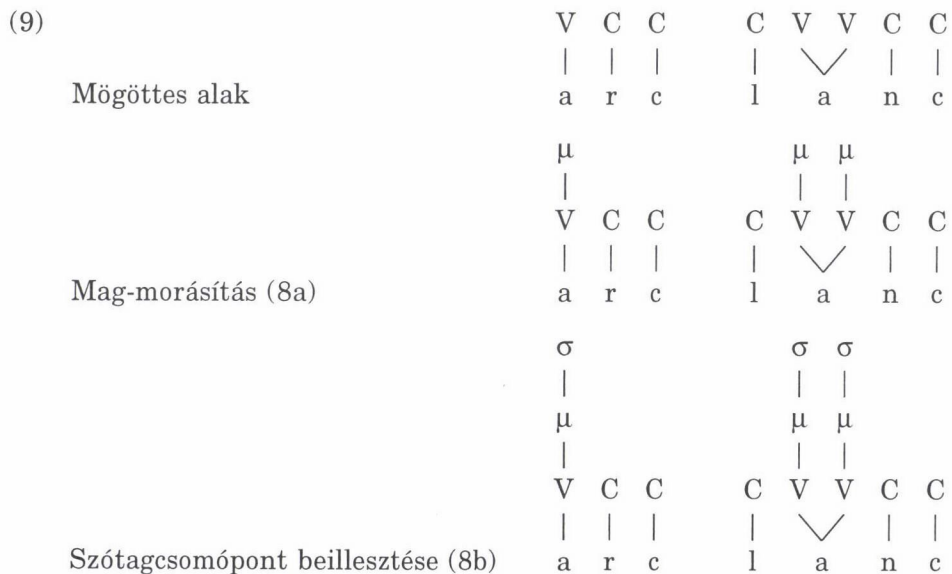 (9) V C C C V V C C
Mögöttes alak a r c l a n c
μ μ μ
V C C C V V C C
Mag-morásítás (8a) a r c l a n c
σ σ σ
μ μ μ
V C C C V V C C
Szótagcsomópont beillesztése (8b) a r c l a n c